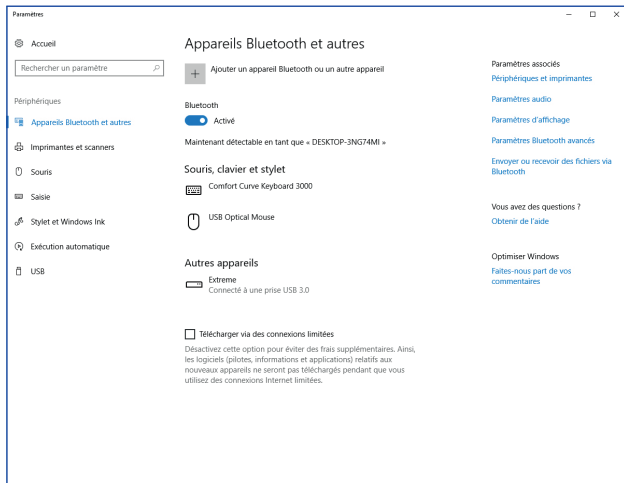 Paramètres
Accueil
Rechercher un paramètre
Périphériques
Appareils Bluetooth et autres
Imprimantes et scanners
Souris
Saisie
Stylet et Windows Ink
Exécution automatique
USB
Appareils Bluetooth et autres
Ajouter un appareil Bluetooth ou un autre appareil
Bluetooth
Activé
Maintenant détectable en tant que « DESKTOP-3NG74MI »
Souris, clavier et stylet
Comfort Curve Keyboard 3000
USB Optical Mouse
Autres appareils
Extreme
Connecté à une prise USB 3.0
Télécharger via des connexions limitées
Désactivez cette option pour éviter des frais supplémentaires. Ainsi,
les logiciels (pilotes, informations et applications) relatifs aux
nouveaux appareils ne seront pas téléchargés pendant que vous
utilisez des connexions Internet limitées.
Paramètres associés
Périphériques et imprimantes
Paramètres audio
Paramètres d'affichage
Paramètres Bluetooth avancés
Envoyer ou recevoir des fichiers via
Bluetooth
Vous avez des questions ?
Obtenir de l'aide
Optimiser Windows
Faites-nous part de vos
commentaires